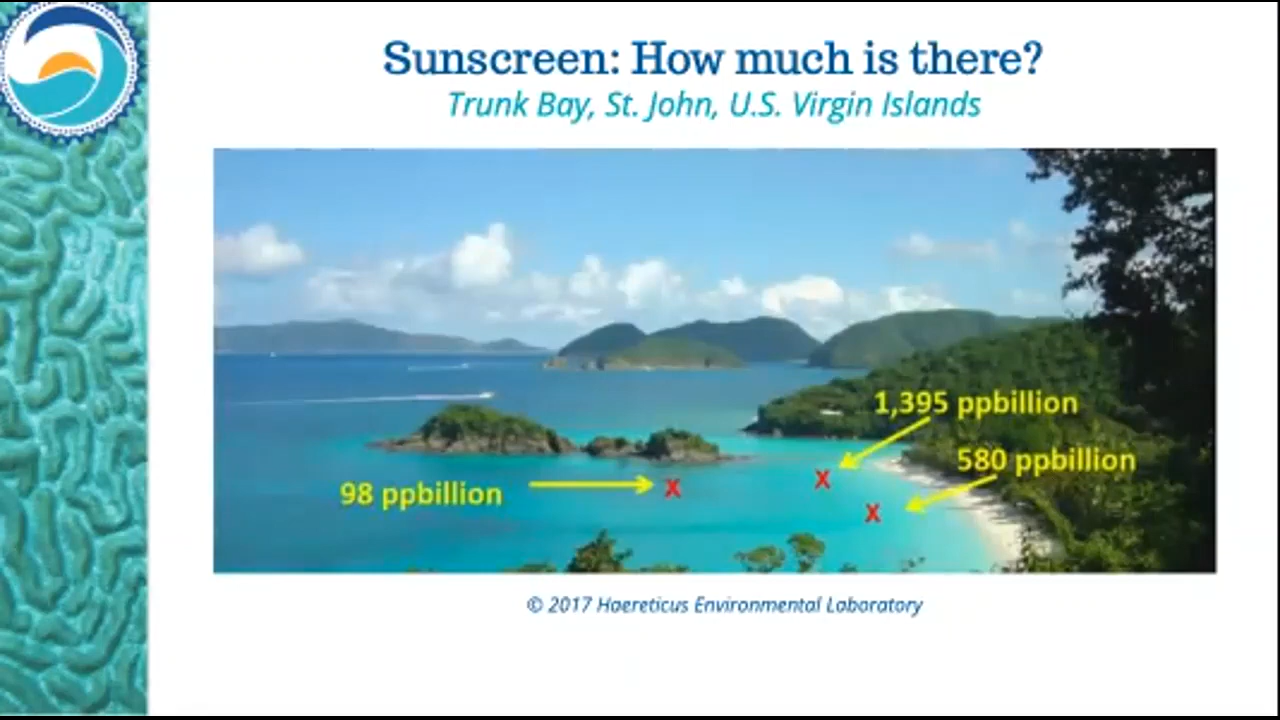 Sunscreen: How much is there?
Trunk Bay, St. John, U.S. Virgin Islands
1,395 ppbillion
580 ppbillion
98 ppbillion
© 2017 Haereticus Environmental Laboratory